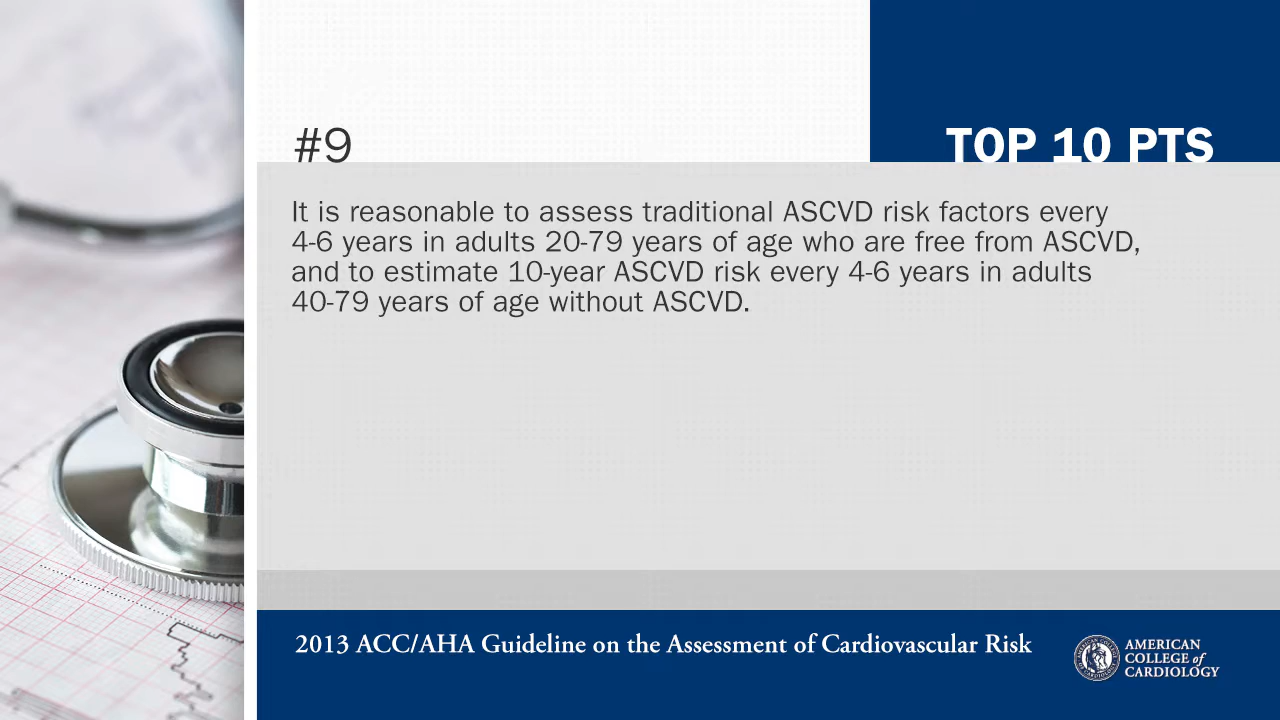 #9
TOP 10 PTS
It is reasonable to assess traditional ASCVD risk factors every
4-6 years in adults 20-79 years of age who are free from ASCVD,
and to estimate 10-year ASCVD risk every 4-6 years in adults
40-79 years of age without ASCVD.
2013 ACC/AHA Guideline on the Assessment of Cardiovascular Risk
AMERICAN
COLLEGE of
CARDIOLOGY